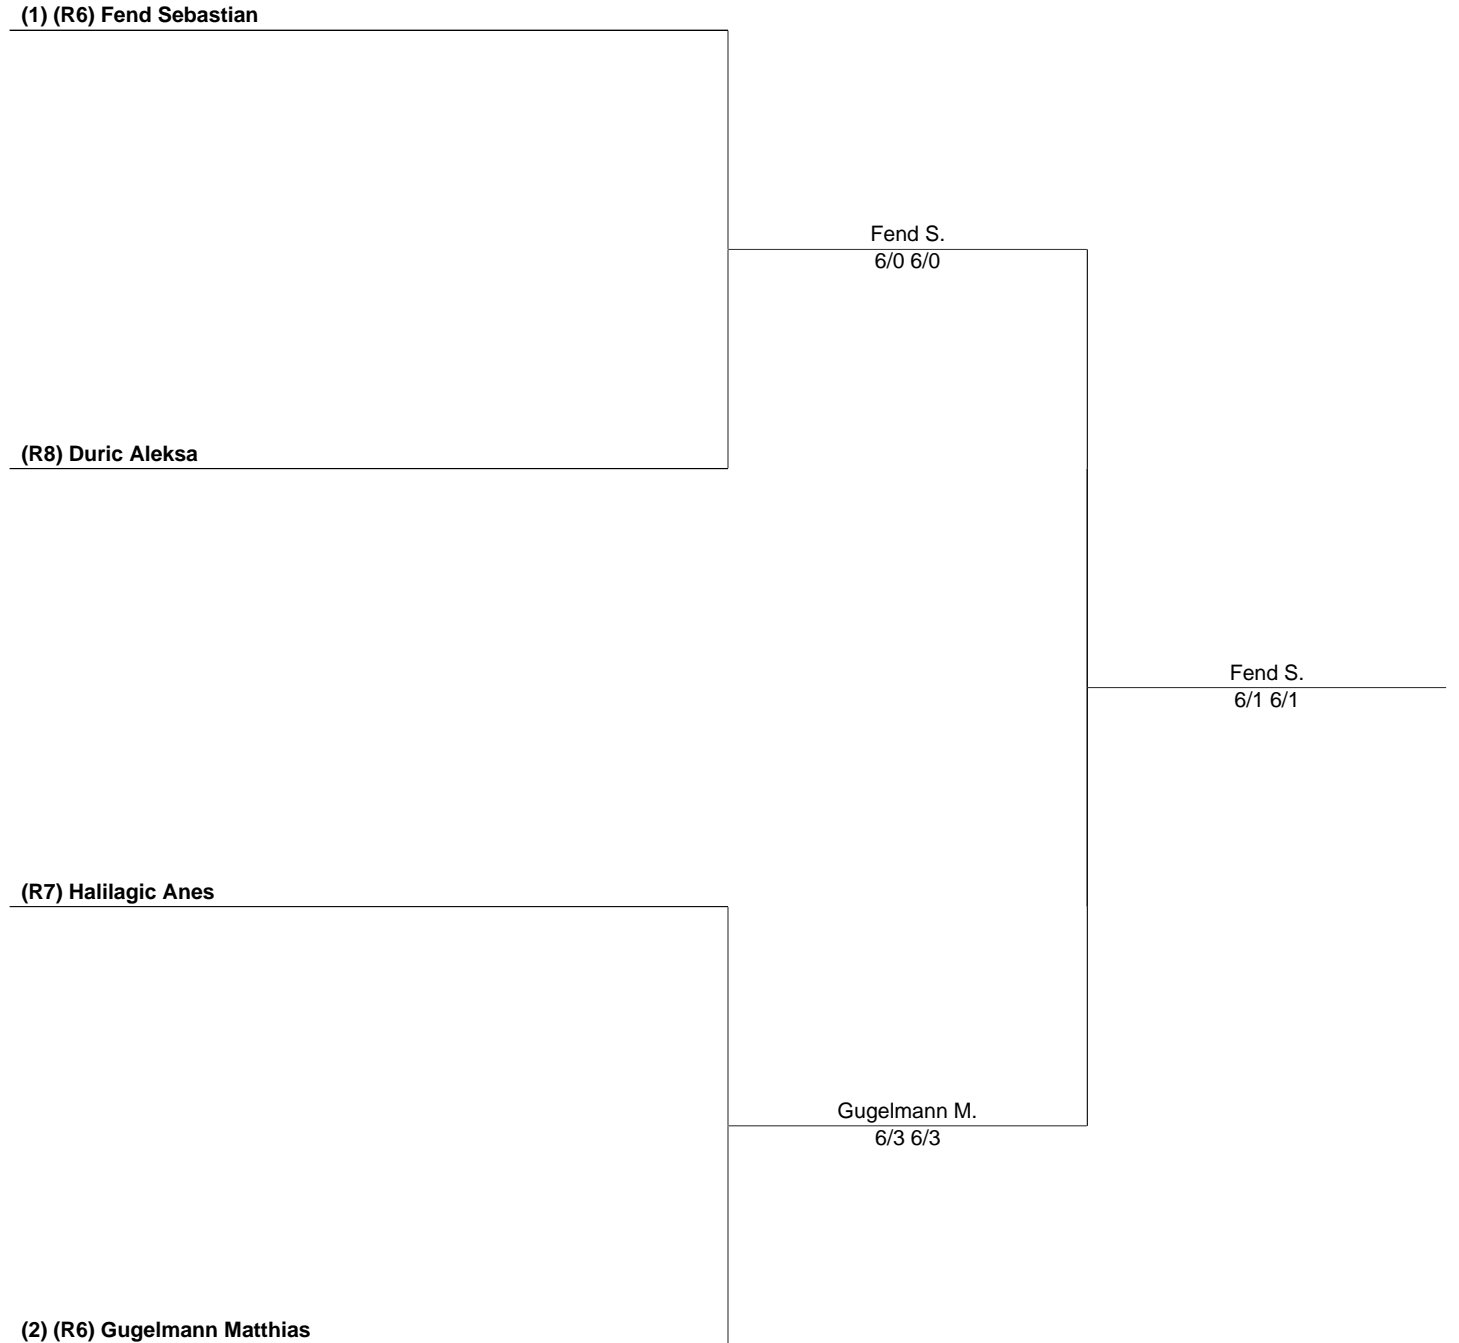 (1) (R6) Fend Sebastian
Fend S.
6/0 6/0
(R8) Duric Aleksa
Fend S.
6/1 6/1
(R7) Halilagic Anes
Gugelmann M.
6/3 6/3
(2) (R6) Gugelmann Matthias